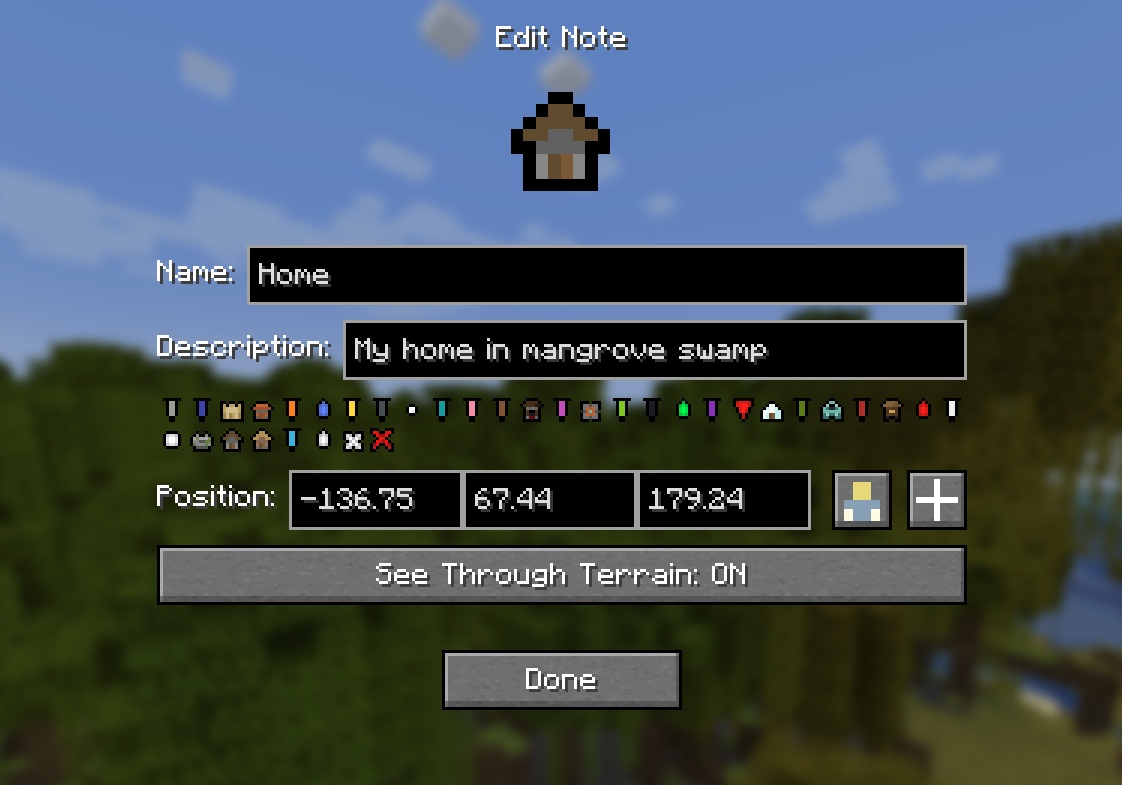 Edit Note
Name: Home
Description: My home in mangrove swamp
Position: -136.75 67.44 179.24
See Through Terrain: ON
Done